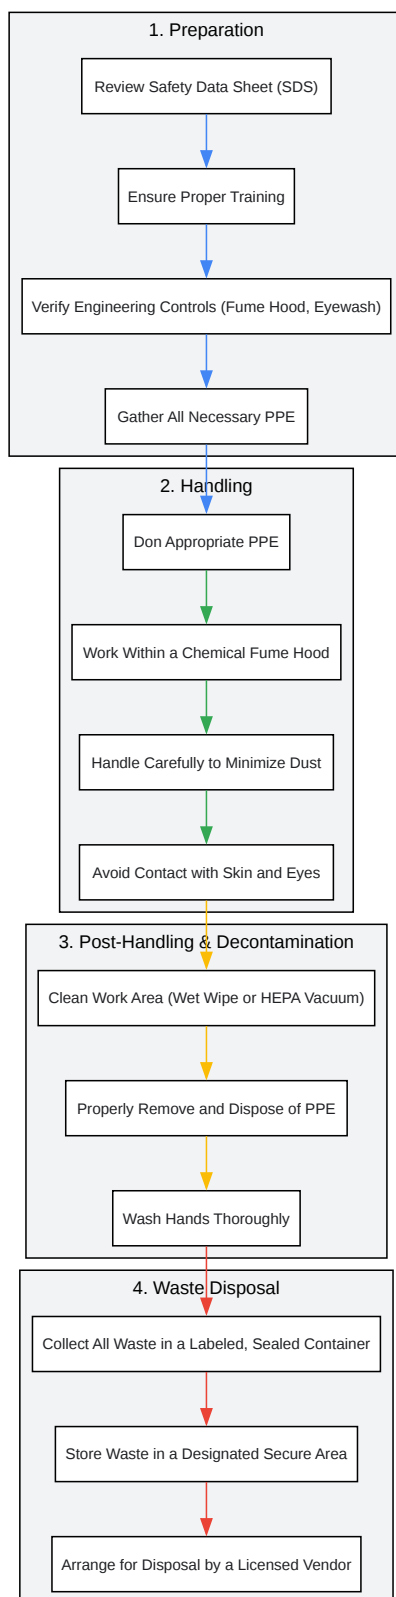 1. Preparation
Review Safety Data Sheet (SDS)
Ensure Proper Training
Verify Engineering Controls (Fume Hood, Eyewash)
Gather All Necessary PPE
2. Handling
Don Appropriate PPE
Work Within a Chemical Fume Hood
Handle Carefully to Minimize Dust
Avoid Contact with Skin and Eyes
3. Post-Handling & Decontamination
Clean Work Area (Wet Wipe or HEPA Vacuum)
Properly Remove and Dispose of PPE
Wash Hands Thoroughly
4. Waste Disposal
Collect All Waste in a Labeled, Sealed Container
Store Waste in a Designated Secure Area
Arrange for Disposal by a Licensed Vendor